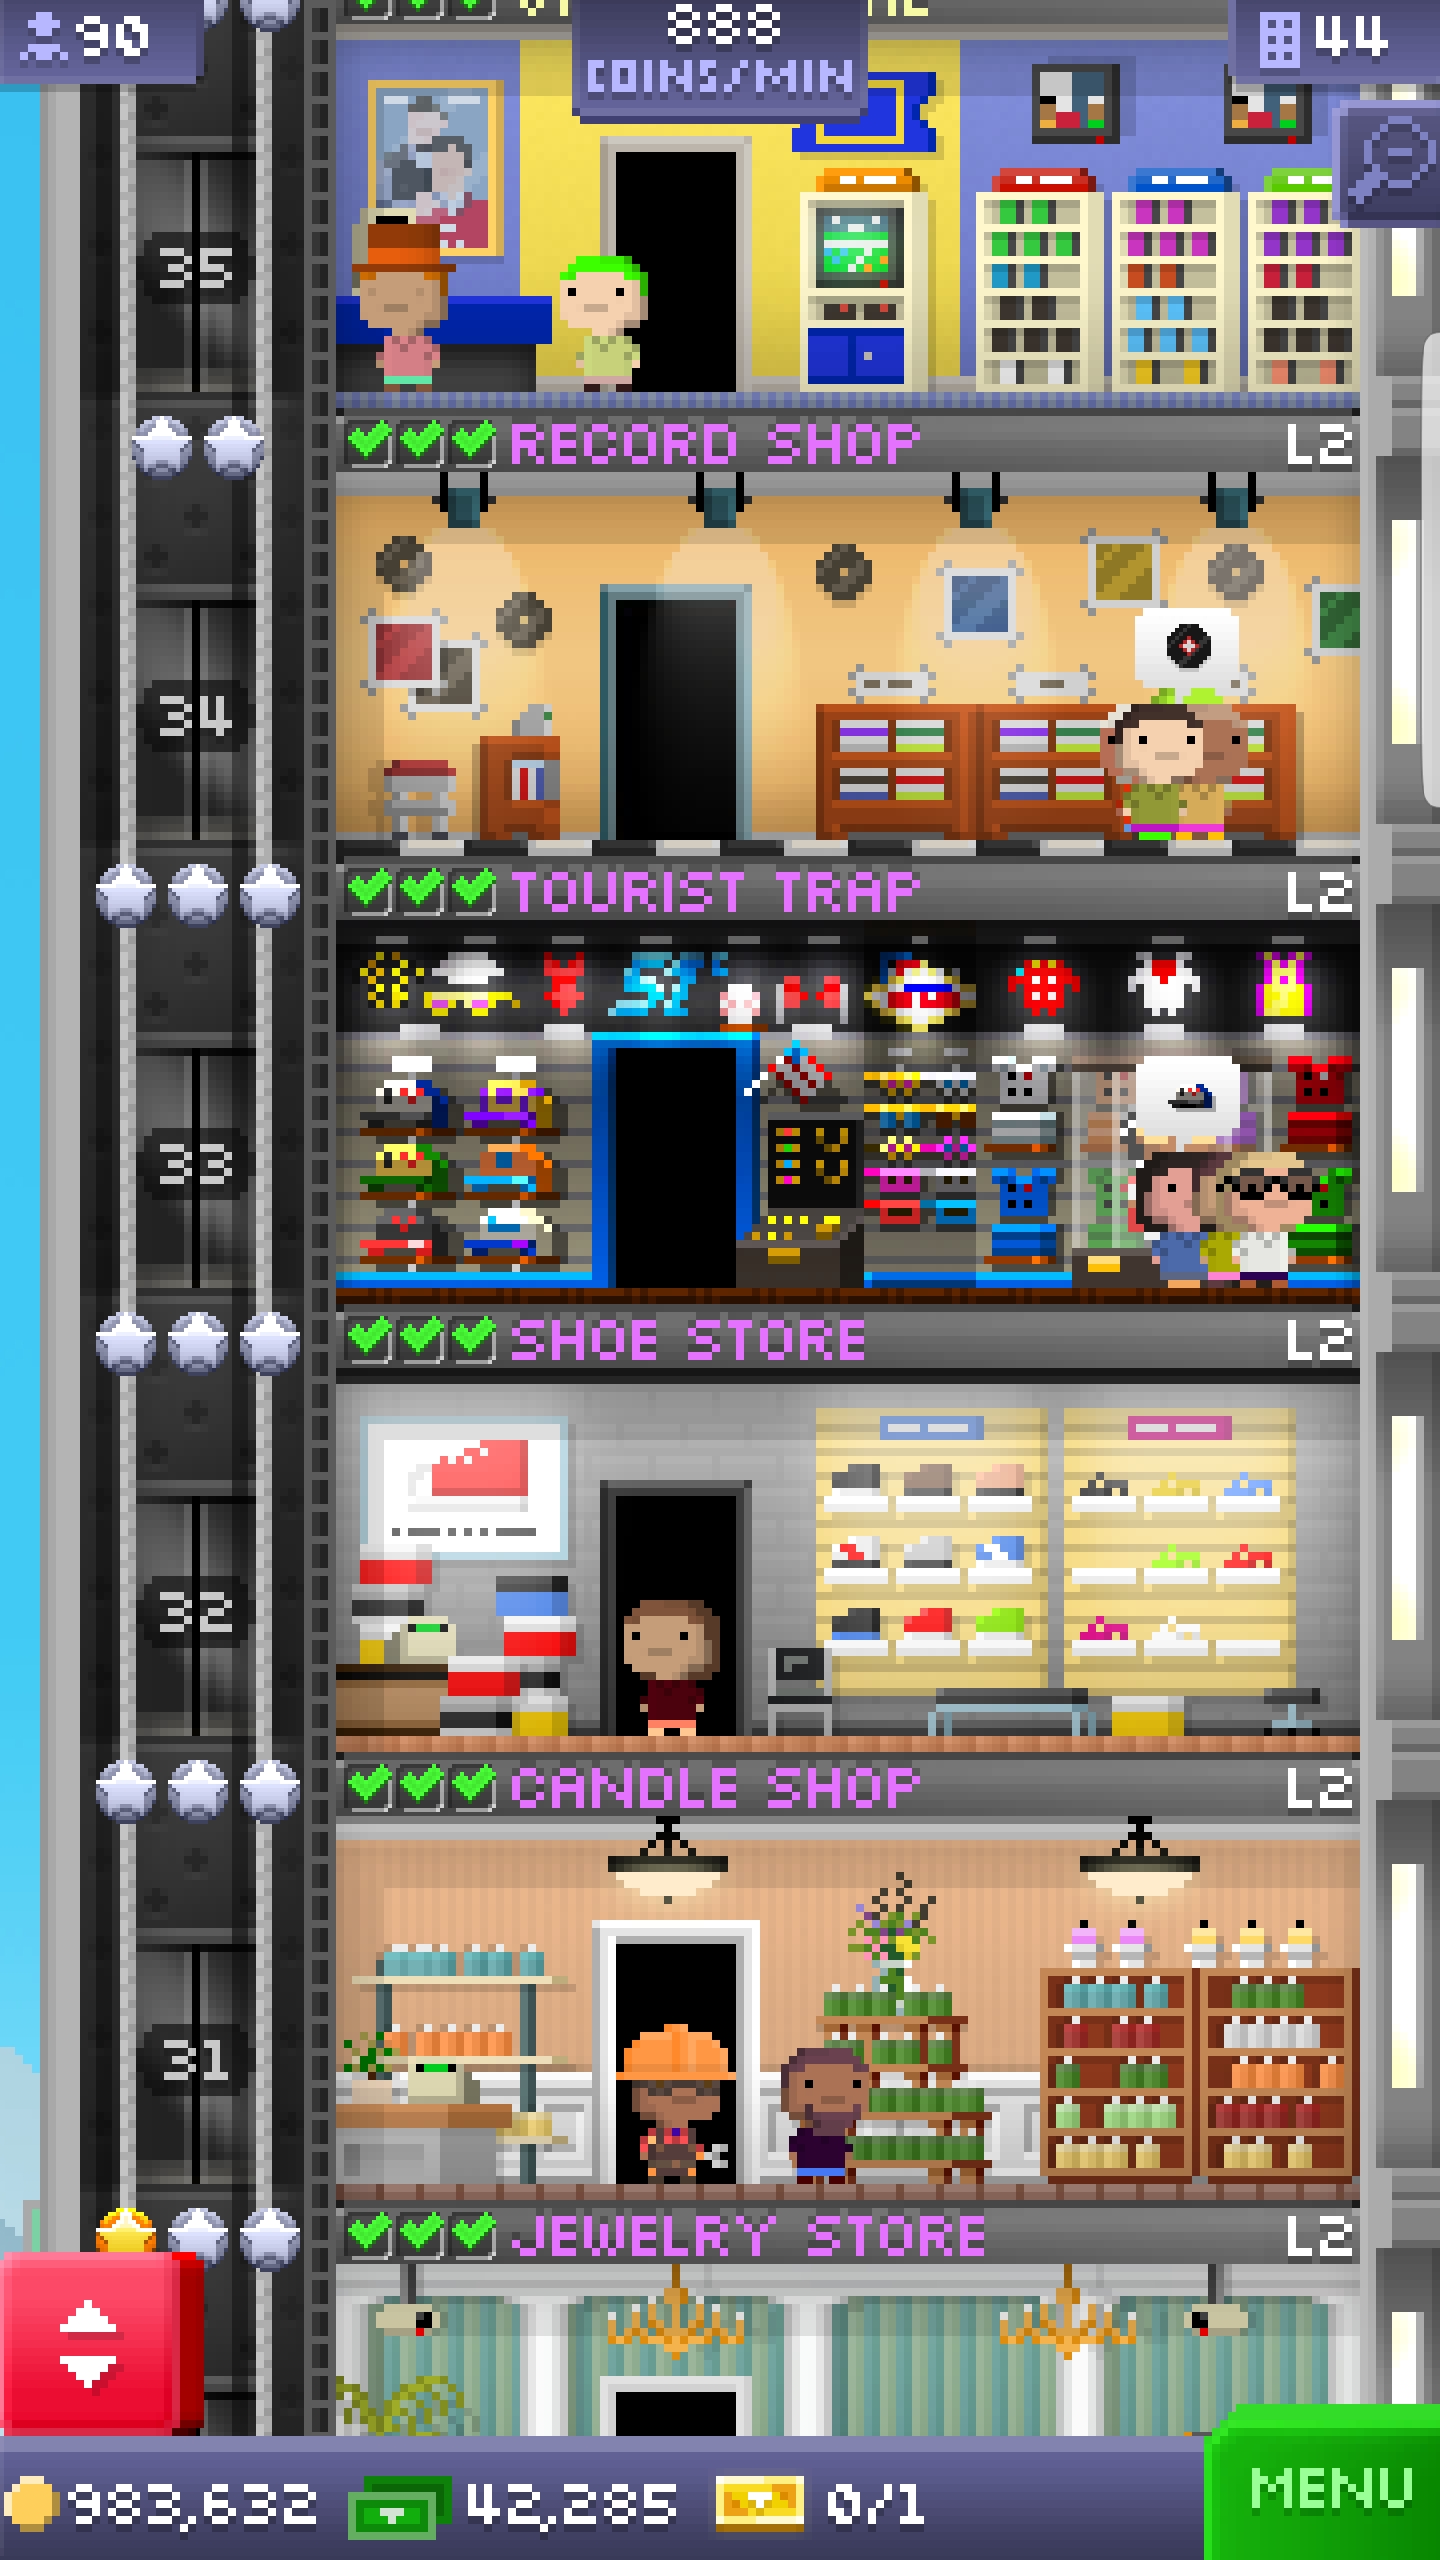 90
888
COINS/MIN
44
35
RECORD SHOP L2
34
TOURIST TRAP L2
33
SHOE STORE L2
32
CANDLE SHOP L2
31
JEWELRY STORE L2
983,632
42,285
0/1
MENU